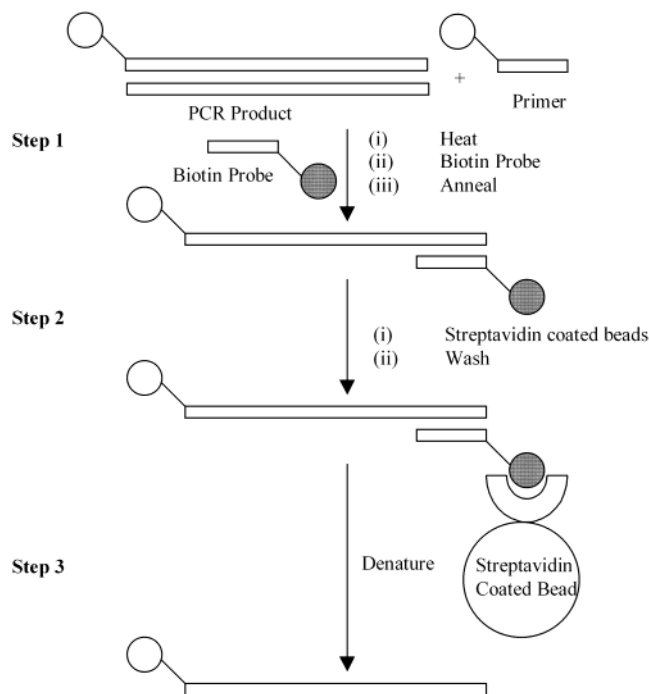 +
Primer
PCR Product
Step 1
(i) Heat
(ii) Biotin Probe
(iii) Anneal
Biotin Probe
Step 2
(i) Streptavidin coated beads
(ii) Wash
Step 3
Denature
Streptavidin
Coated Bead